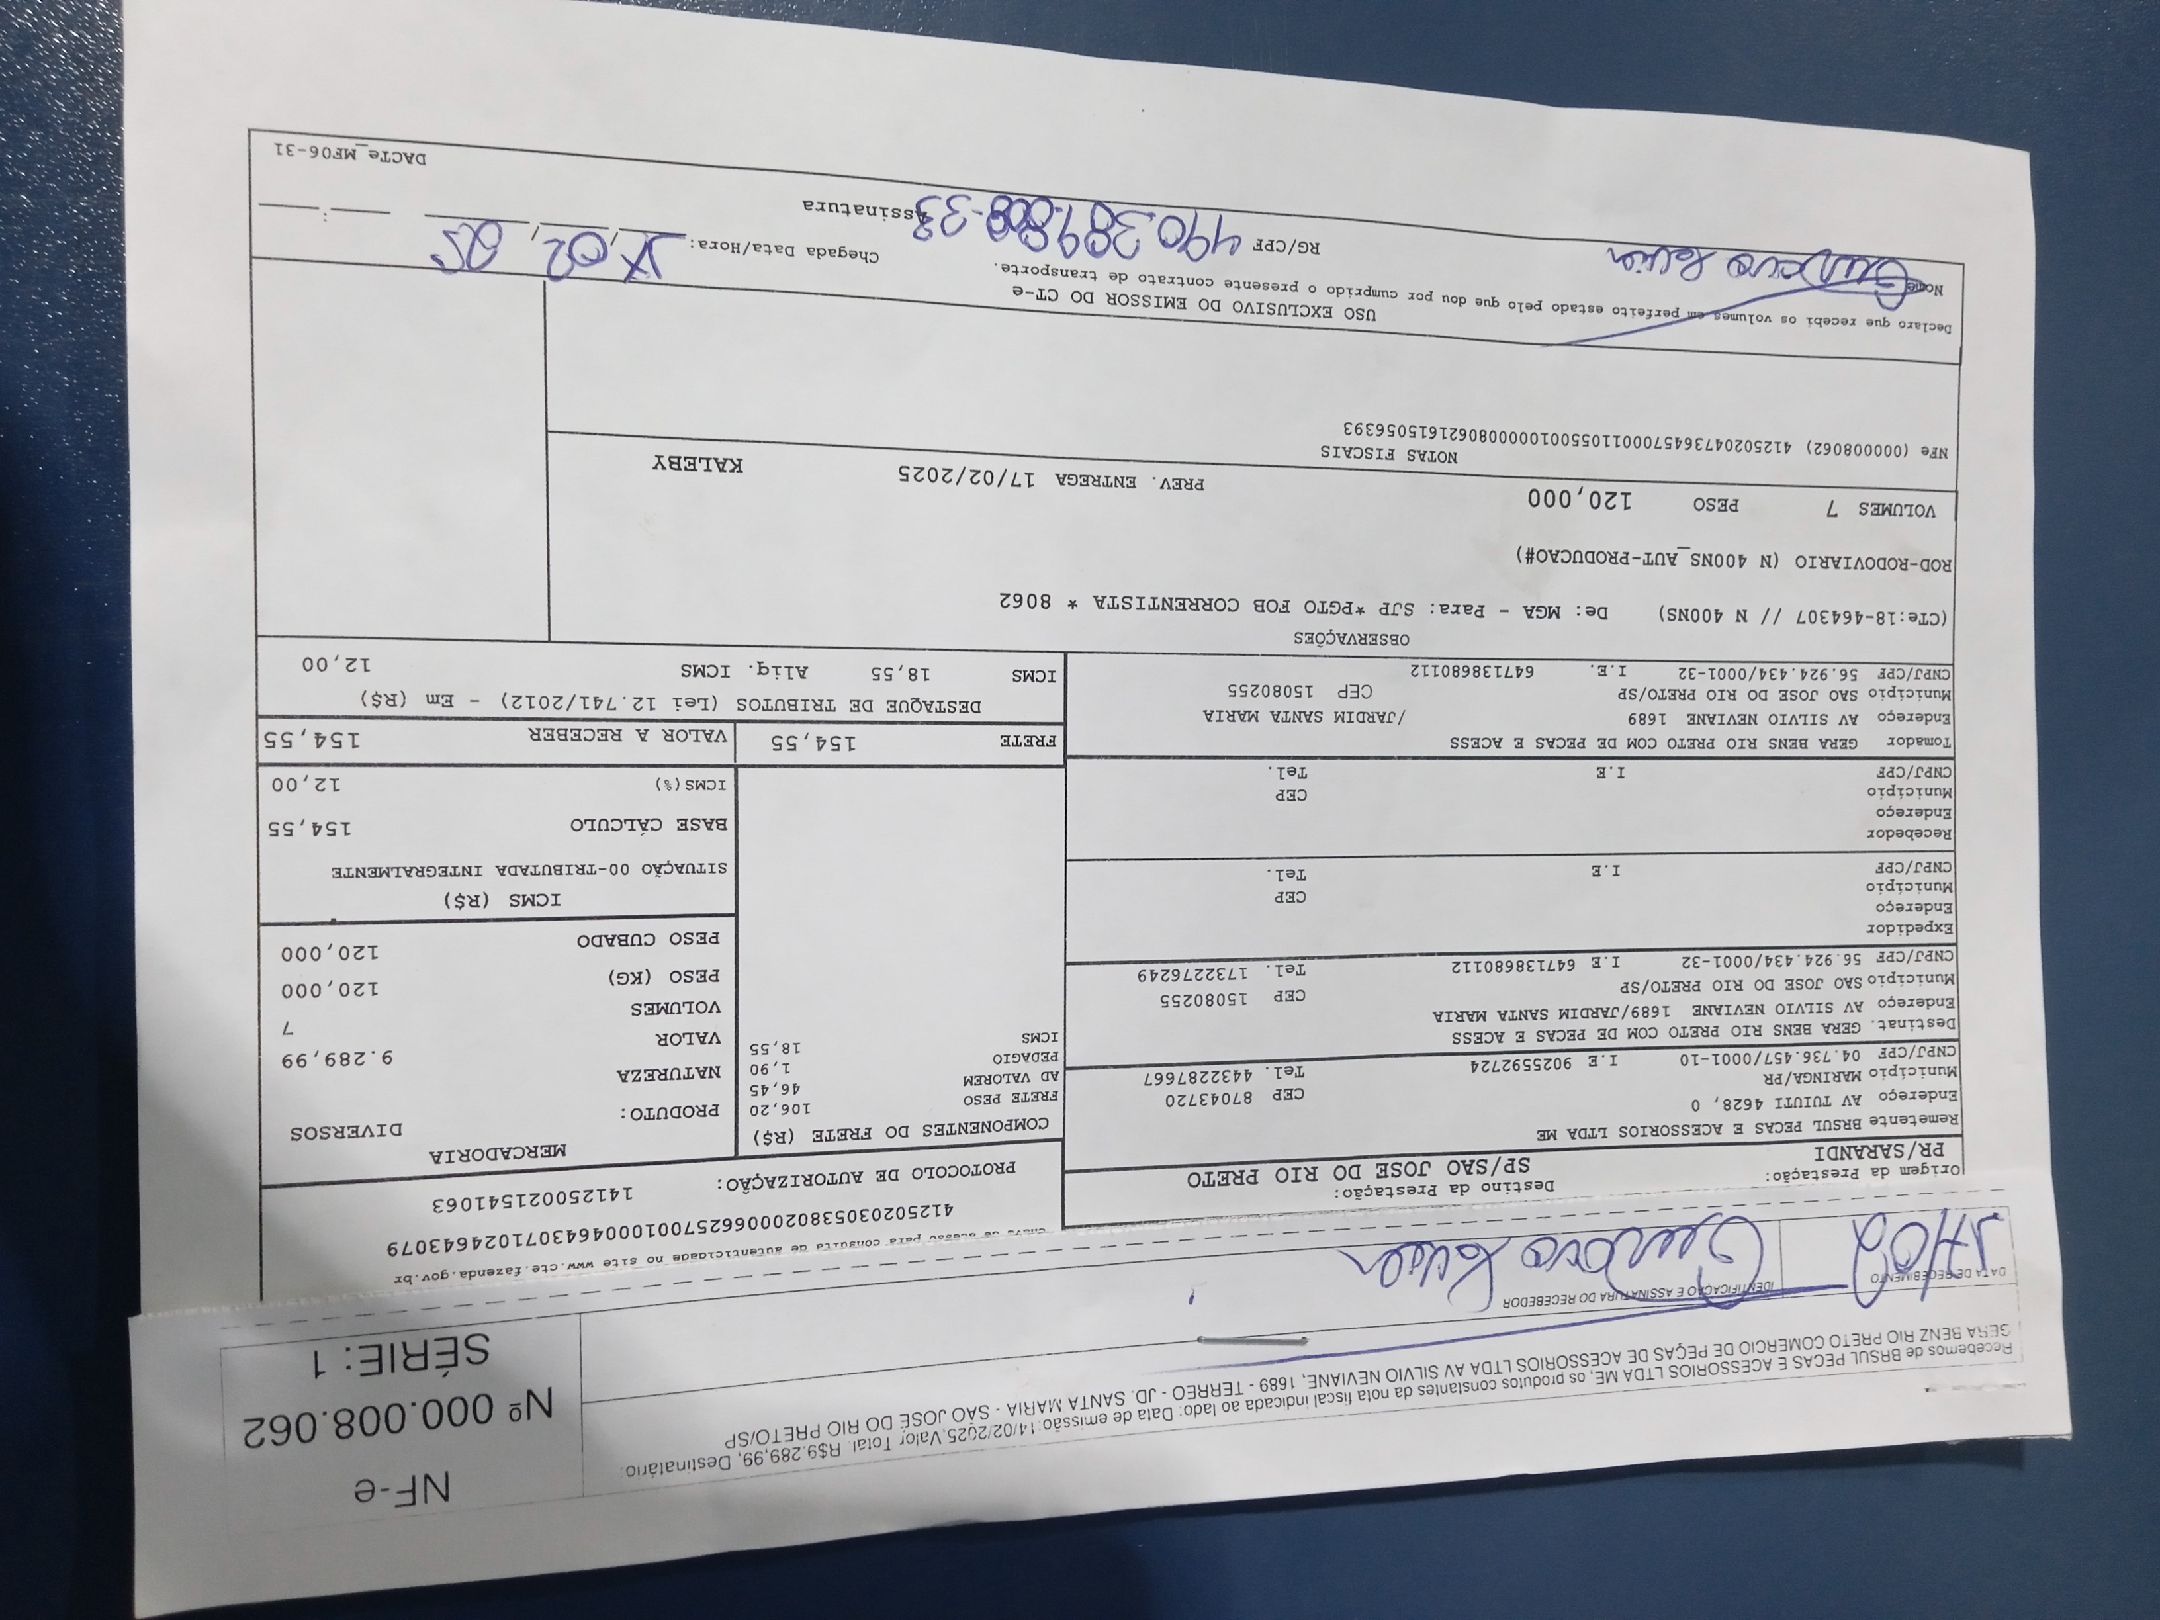 NF-e
Nº 000.008.062
SÉRIE: 1
Recebemos de BRSUL PECAS E ACESSORIOS LTDA ME, os produtos constantes da nota fiscal indicada ao lado: Data de emissão:14/02/2025.Valor Total. R$9.289,99, Destinatário:
GERA BENZ RIO PRETO COMERCIO DE PEÇAS DE ACESSORIOS LTDA AV SILVIO NEVIANE, 1689 - TERREO - JD. SANTA MARIA - SAO JOSE DO RIO PRETO/SP
DATA DE RECEBIMENTO
IDENTIFICAÇÃO E ASSINATURA DO RECEBEDOR
17/02
Chave de acesso para consulta de autenticidade no site www.cte.fazenda.gov.br
41250203053802000662570010004643071024643079
PROTOCOLO DE AUTORIZAÇÃO: 141250021541063
Origem da Prestação:
PR/SARANDI
Destino da Prestação:
SP/SAO JOSE DO RIO PRETO
Remetente BRSUL PECAS E ACESSORIOS LTDA ME
Endereço AV TUIUTI 4628, 0
CEP 87043720
Município MARINGA/PR
Tel. 4432287667
CNPJ/CPF 04.736.457/0001-10 I.E 9025592724
Destinat. GERA BENS RIO PRETO COM DE PECAS E ACESS
Endereço AV SILVIO NEVIANE 1689/JARDIM SANTA MARIA
Município SAO JOSE DO RIO PRETO/SP
CEP 15080255
CNPJ/CPF 56.924.434/0001-32 I.E 647138680112
Tel. 1732276249
Expedidor
Endereço
Município
CEP
CNPJ/CPF I.E Tel.
Recebedor
Endereço
Município
CEP
CNPJ/CPF I.E Tel.
Tomador GERA BENS RIO PRETO COM DE PECAS E ACESS
Endereço AV SILVIO NEVIANE 1689 /JARDIM SANTA MARIA
Município SAO JOSE DO RIO PRETO/SP CEP 15080255
CNPJ/CPF 56.924.434/0001-32 I.E. 647138680112
COMPONENTES DO FRETE (R$)
FRETE PESO 106,20
AD VALOREM 46,45
PEDAGIO 1,90
ICMS 18,55
FRETE 154,55
MERCADORIA
PRODUTO: DIVERSOS
NATUREZA
VALOR 9.289,99
VOLUMES 7
PESO (KG) 120,000
PESO CUBADO 120,000
ICMS (R$)
SITUAÇÃO 00-TRIBUTADA INTEGRALMENTE
BASE CÁLCULO 154,55
ICMS(%) 12,00
VALOR A RECEBER 154,55
DESTAQUE DE TRIBUTOS (Lei 12.741/2012) - Em (R$)
ICMS 18,55 Alíq. ICMS 12,00
OBSERVAÇÕES
(CTe:18-464307 // N 400NS) De: MGA - Para: SJP *PGTO FOB CORRENTISTA * 8062
ROD-RODOVIARIO (N 400NS_AUT-PRODUCAO#)
VOLUMES 7 PESO 120,000 PREV. ENTREGA 17/02/2025 KALEBY
NOTAS FISCAIS
NFe (000008062) 41250204736457000110550010000080621615056393
USO EXCLUSIVO DO EMISSOR DO CT-e
Declaro que recebi os volumes em perfeito estado pelo que dou por cumprido o presente contrato de transporte.
Nome
RG/CPF 490.389.808-33
Chegada Data/Hora: 17/02/25
Assinatura
DACTe_MF06-31